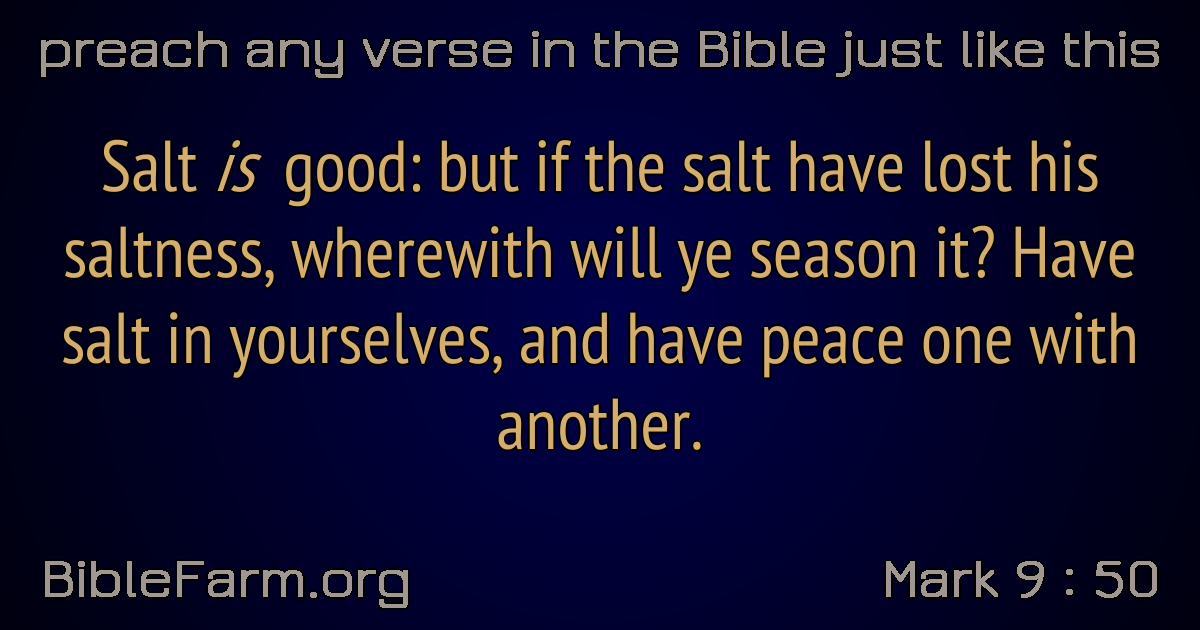 preach any verse in the Bible just like this
Salt is good: but if the salt have lost his
saltness, wherewith will ye season it? Have
salt in yourselves, and have peace one with
another.
BibleFarm.org
Mark 9 : 50